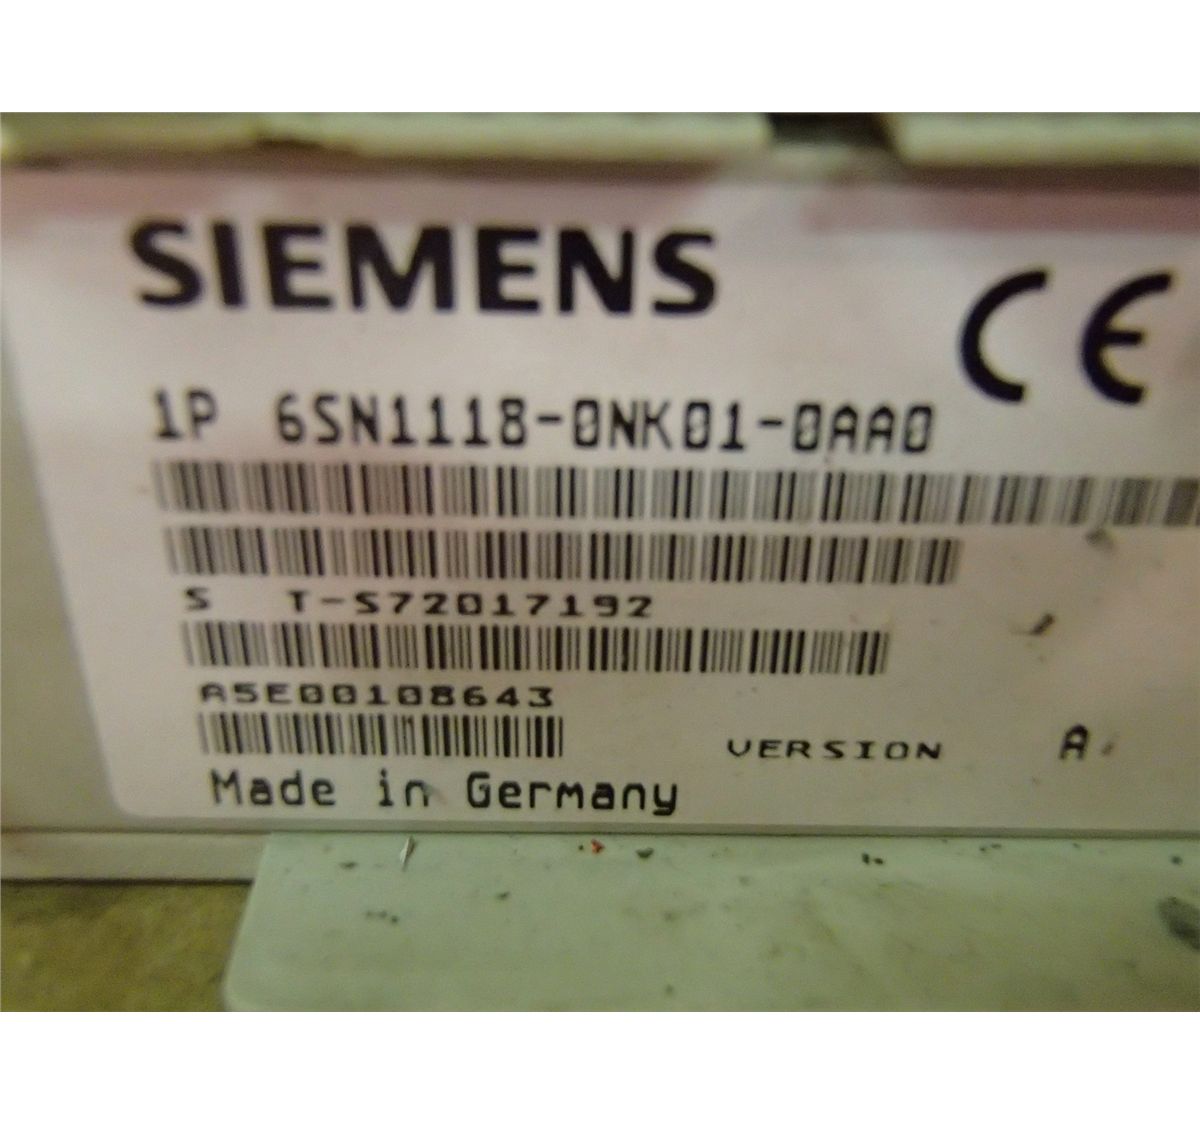 SIEMENS
CE
1P 6SN1118-0NK01-0AA0
S T-S72017192
A5E00108643
VERSION A
Made in Germany